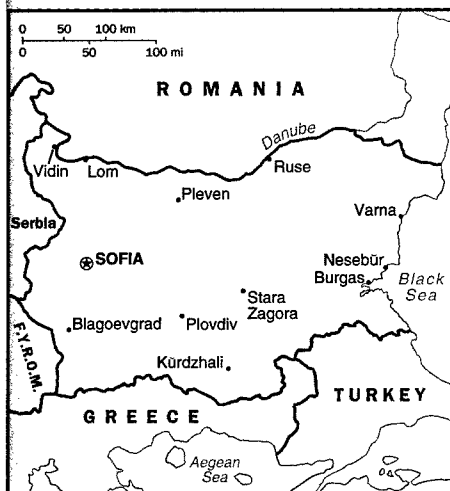 0 50 100 km
0 50 100 mi
ROMANIA
Danube
Vidin
Lom
Ruse
Pleven
Varna
Serbia
SOFIA
Nesebŭr
Burgas
Black
Sea
Stara
Zagora
F.Y.R.O.M.
Blagoevgrad
Plovdiv
Kŭrdzhali
TURKEY
GREECE
Aegean
Sea